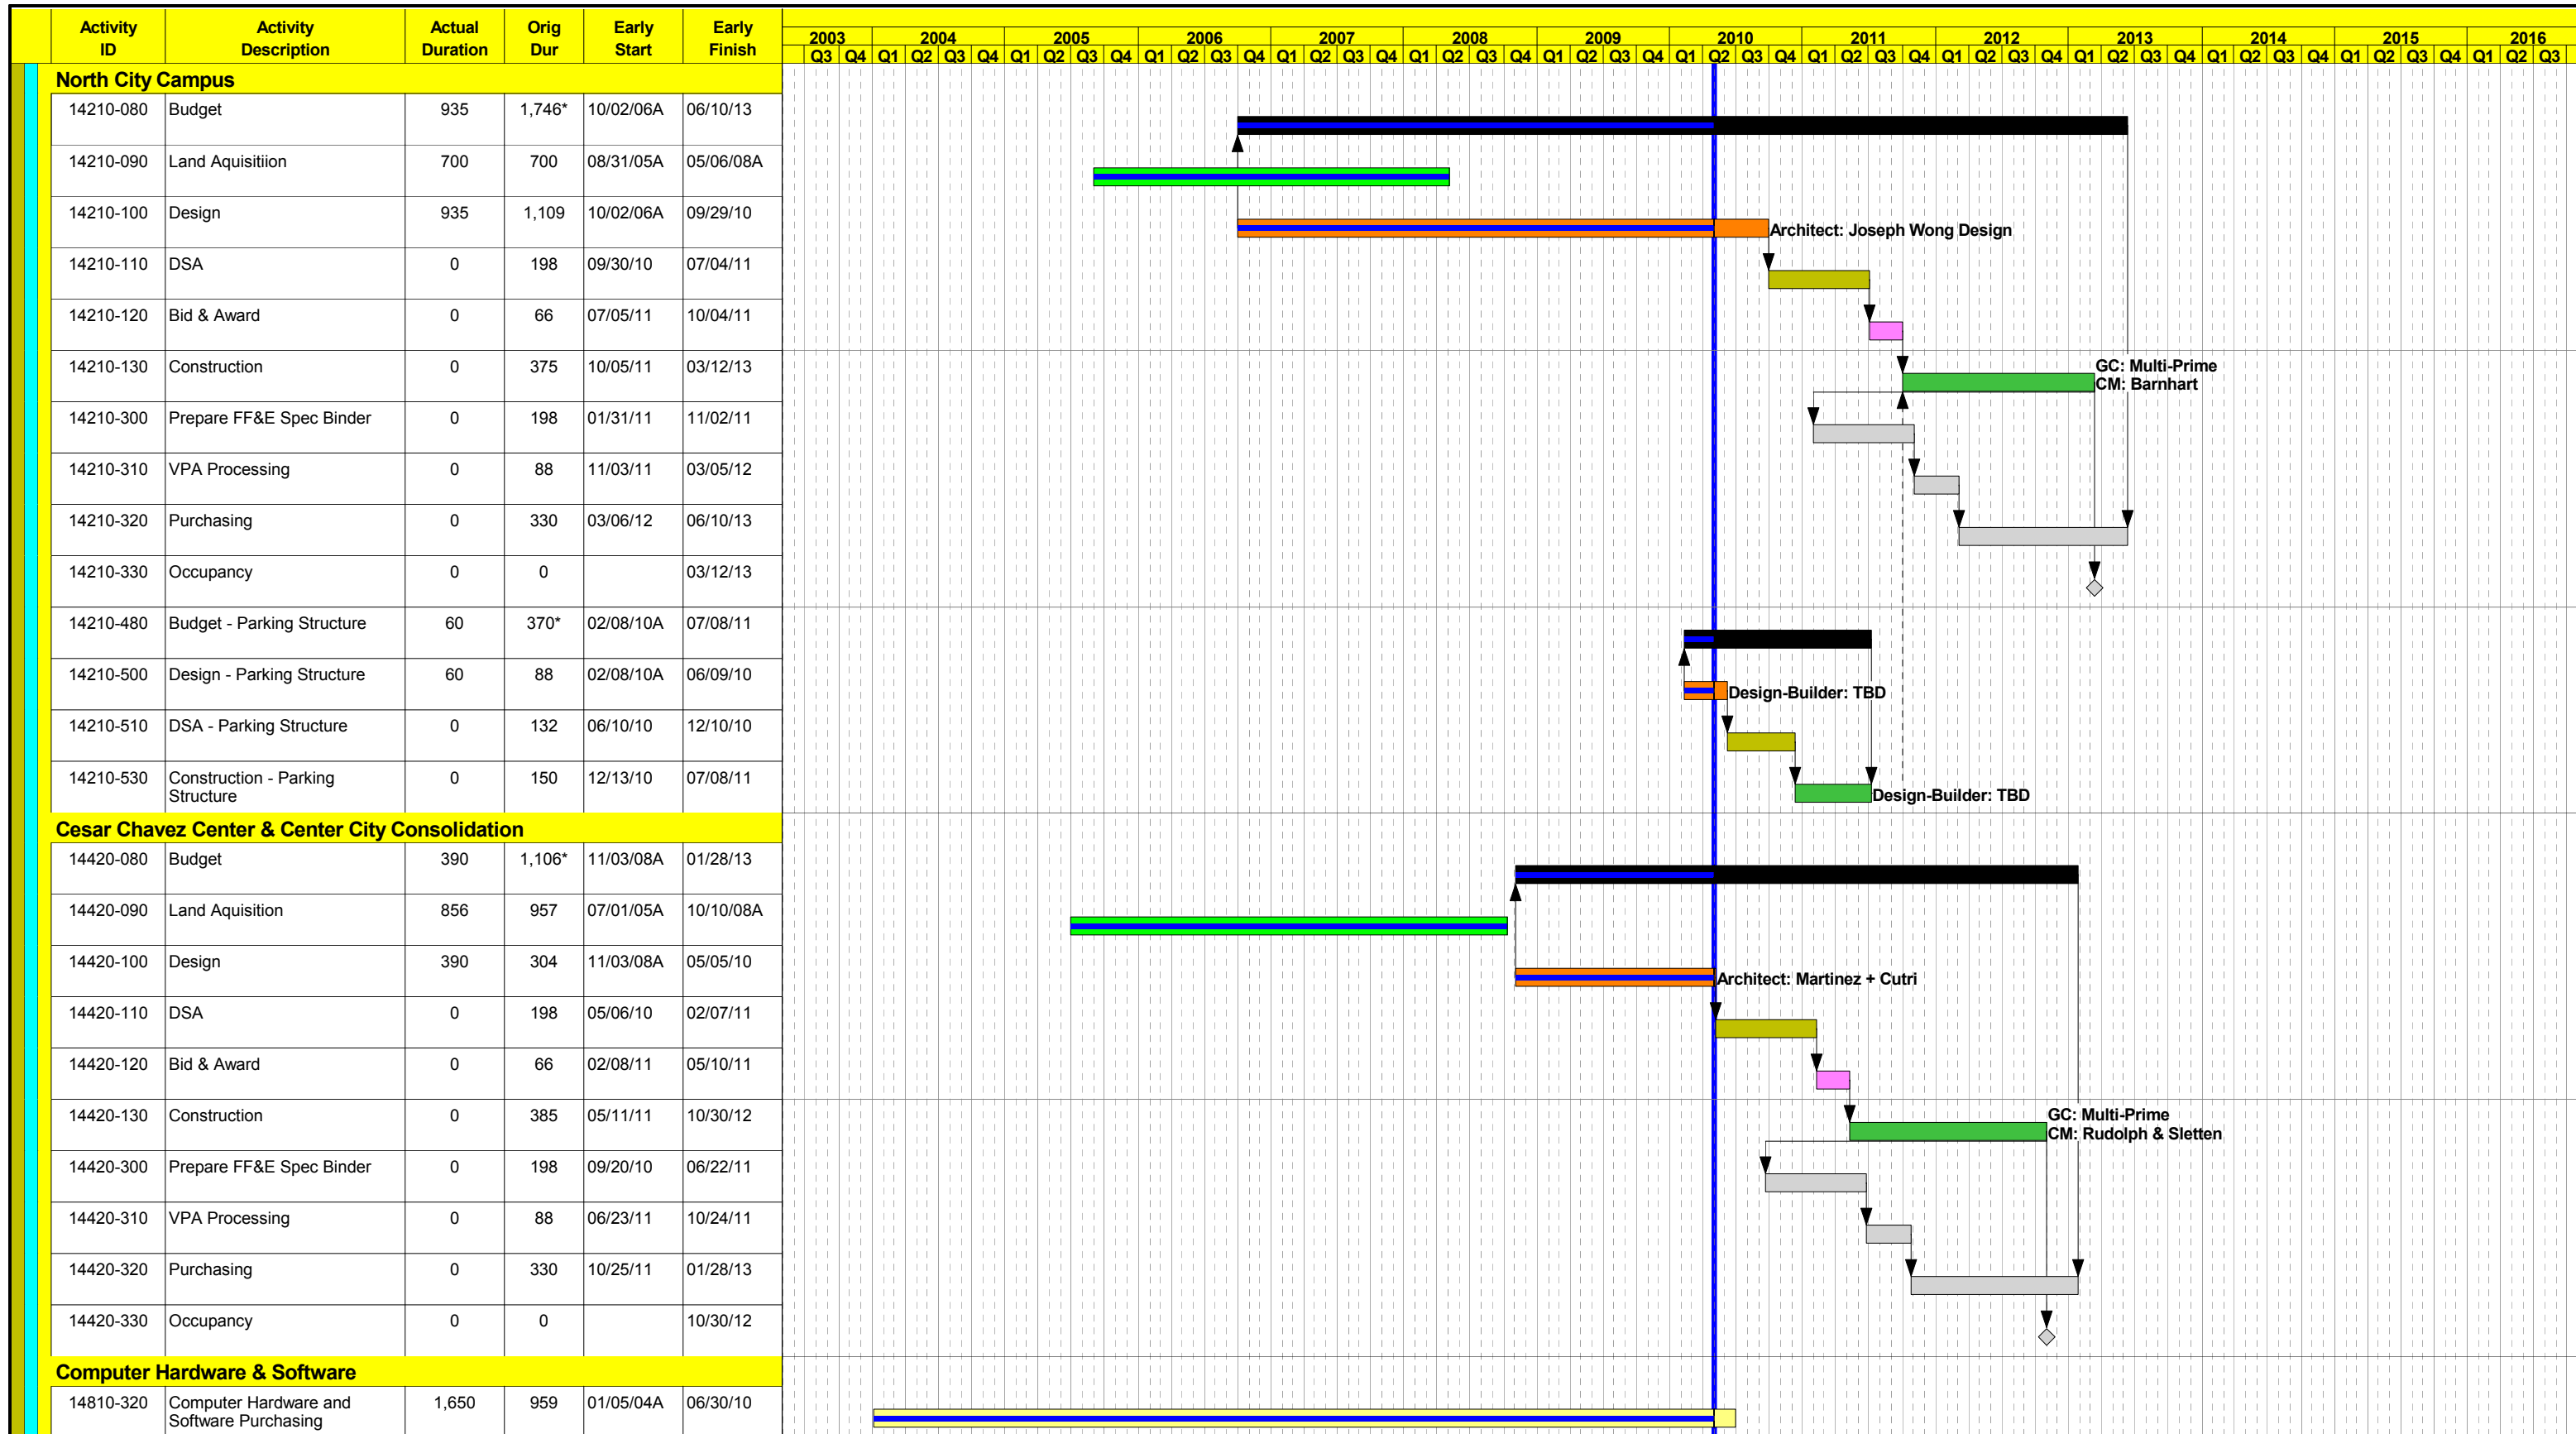 Activity ID Activity Description Actual Duration Orig Dur Early Start Early Finish
2003 2004 2005 2006 2007 2008 2009 2010 2011 2012 2013 2014 2015 2016
Q3 Q4 Q1 Q2 Q3 Q4 Q1 Q2 Q3 Q4 Q1 Q2 Q3 Q4 Q1 Q2 Q3 Q4 Q1 Q2 Q3 Q4 Q1 Q2 Q3 Q4 Q1 Q2 Q3 Q4 Q1 Q2 Q3 Q4 Q1 Q2 Q3 Q4 Q1 Q2 Q3 Q4 Q1 Q2 Q3 Q4 Q1 Q2 Q3 Q4 Q1 Q2 Q3
North City Campus
14210-080 Budget 935 1,746* 10/02/06A 06/10/13
14210-090 Land Aquisitiion 700 700 08/31/05A 05/06/08A
14210-100 Design 935 1,109 10/02/06A 09/29/10
Architect: Joseph Wong Design
14210-110 DSA 0 198 09/30/10 07/04/11
14210-120 Bid & Award 0 66 07/05/11 10/04/11
14210-130 Construction 0 375 10/05/11 03/12/13
GC: Multi-Prime
CM: Barnhart
14210-300 Prepare FF&E Spec Binder 0 198 01/31/11 11/02/11
14210-310 VPA Processing 0 88 11/03/11 03/05/12
14210-320 Purchasing 0 330 03/06/12 06/10/13
14210-330 Occupancy 0 0 03/12/13
14210-480 Budget - Parking Structure 60 370* 02/08/10A 07/08/11
14210-500 Design - Parking Structure 60 88 02/08/10A 06/09/10
Design-Builder: TBD
14210-510 DSA - Parking Structure 0 132 06/10/10 12/10/10
14210-530 Construction - Parking Structure 0 150 12/13/10 07/08/11
Design-Builder: TBD
Cesar Chavez Center & Center City Consolidation
14420-080 Budget 390 1,106* 11/03/08A 01/28/13
14420-090 Land Aquisition 856 957 07/01/05A 10/10/08A
14420-100 Design 390 304 11/03/08A 05/05/10
Architect: Martinez + Cutri
14420-110 DSA 0 198 05/06/10 02/07/11
14420-120 Bid & Award 0 66 02/08/11 05/10/11
14420-130 Construction 0 385 05/11/11 10/30/12
GC: Multi-Prime
CM: Rudolph & Sletten
14420-300 Prepare FF&E Spec Binder 0 198 09/20/10 06/22/11
14420-310 VPA Processing 0 88 06/23/11 10/24/11
14420-320 Purchasing 0 330 10/25/11 01/28/13
14420-330 Occupancy 0 0 10/30/12
Computer Hardware & Software
14810-320 Computer Hardware and Software Purchasing 1,650 959 01/05/04A 06/30/10